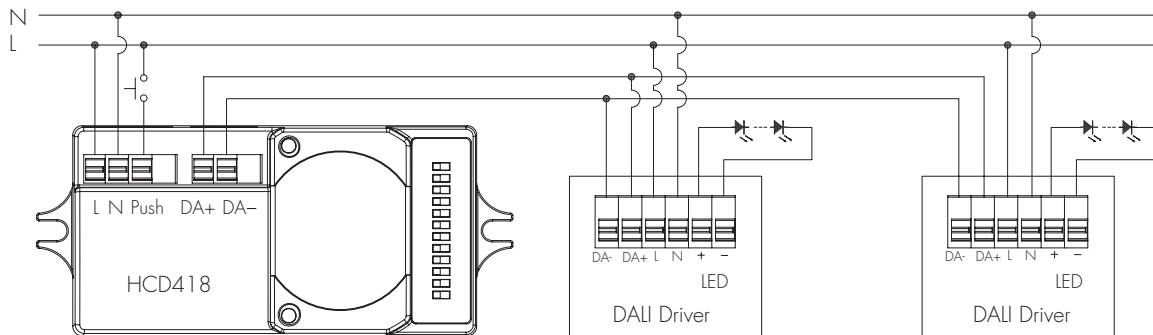 N
L
L N Push DA+ DA−
HCD418
DA- DA+ L N + −
LED
DALI Driver
DA- DA+ L N + −
LED
DALI Driver